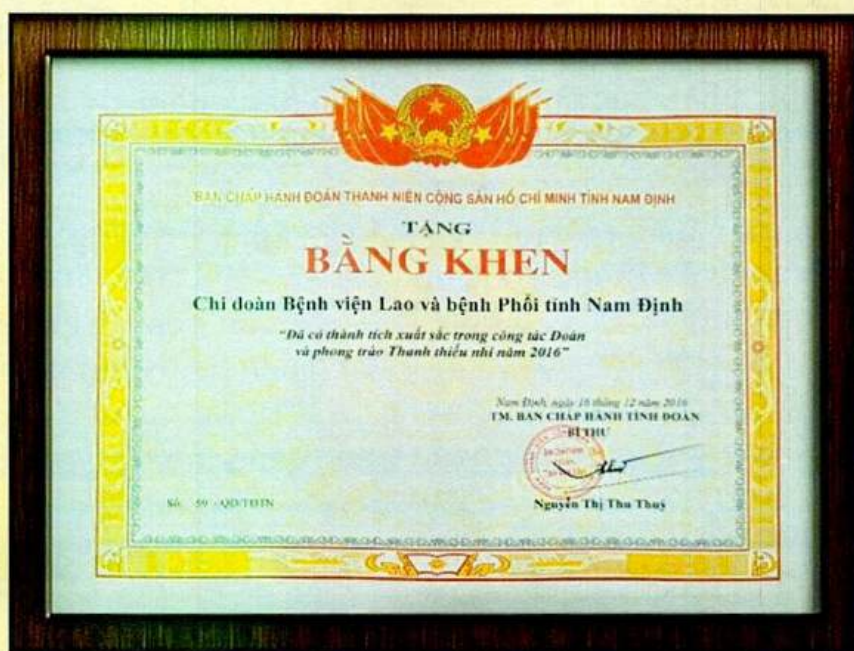 BAN CHẤP HÀNH ĐOÀN THANH NIÊN CỘNG SẢN HỒ CHÍ MINH TỈNH NAM ĐỊNH
TẶNG
BẰNG KHEN
Chi đoàn Bệnh viện Lao và bệnh Phổi tỉnh Nam Định
"Đã có thành tích xuất sắc trong công tác Đoàn
và phong trào Thanh thiếu nhi năm 2016"
Nam Định, ngày 16 tháng 12 năm 2016
TM. BAN CHẤP HÀNH TỈNH ĐOÀN
BÍ THƯ
Số: 59 - QĐ/TĐTN
Nguyễn Thị Thu Thuỷ